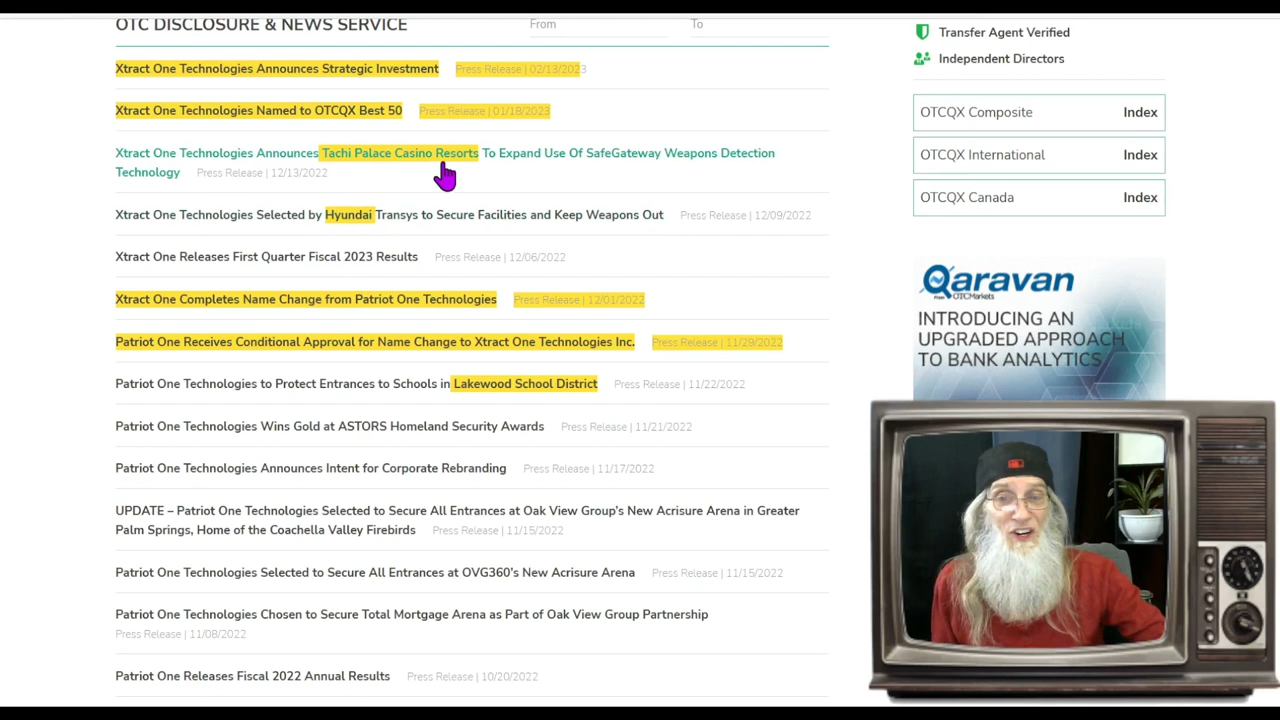 OTC DISCLOSURE & NEWS SERVICE From To
Xtract One Technologies Announces Strategic Investment Press Release | 02/13/2023
Xtract One Technologies Named to OTCQX Best 50 Press Release | 01/18/2023
Xtract One Technologies Announces Tachi Palace Casino Resorts To Expand Use Of SafeGateway Weapons Detection
Technology Press Release | 12/13/2022
Xtract One Technologies Selected by Hyundai Transys to Secure Facilities and Keep Weapons Out Press Release | 12/09/2022
Xtract One Releases First Quarter Fiscal 2023 Results Press Release | 12/06/2022
Xtract One Completes Name Change from Patriot One Technologies Press Release | 12/01/2022
Patriot One Receives Conditional Approval for Name Change to Xtract One Technologies Inc. Press Release | 11/29/2022
Patriot One Technologies to Protect Entrances to Schools in Lakewood School District Press Release | 11/22/2022
Patriot One Technologies Wins Gold at ASTORS Homeland Security Awards Press Release | 11/21/2022
Patriot One Technologies Announces Intent for Corporate Rebranding Press Release | 11/17/2022
UPDATE – Patriot One Technologies Selected to Secure All Entrances at Oak View Group's New Acrisure Arena in Greater
Palm Springs, Home of the Coachella Valley Firebirds Press Release | 11/15/2022
Patriot One Technologies Selected to Secure All Entrances at OVG360's New Acrisure Arena Press Release | 11/15/2022
Patriot One Technologies Chosen to Secure Total Mortgage Arena as Part of Oak View Group Partnership
Press Release | 11/08/2022
Patriot One Releases Fiscal 2022 Annual Results Press Release | 10/20/2022
Transfer Agent Verified
Independent Directors
OTCQX Composite Index
OTCQX International Index
OTCQX Canada Index
Qaravan
From OTCMarkets
INTRODUCING AN
UPGRADED APPROACH
TO BANK ANALYTICS